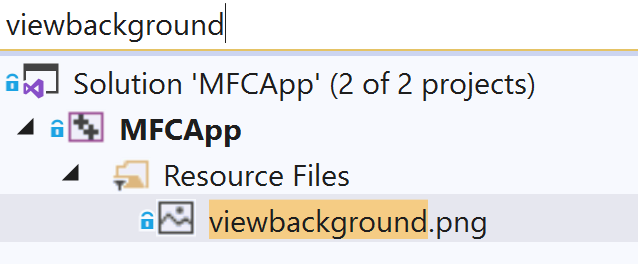 viewbackground
Solution 'MFCApp' (2 of 2 projects)
MFCApp
Resource Files
viewbackground.png